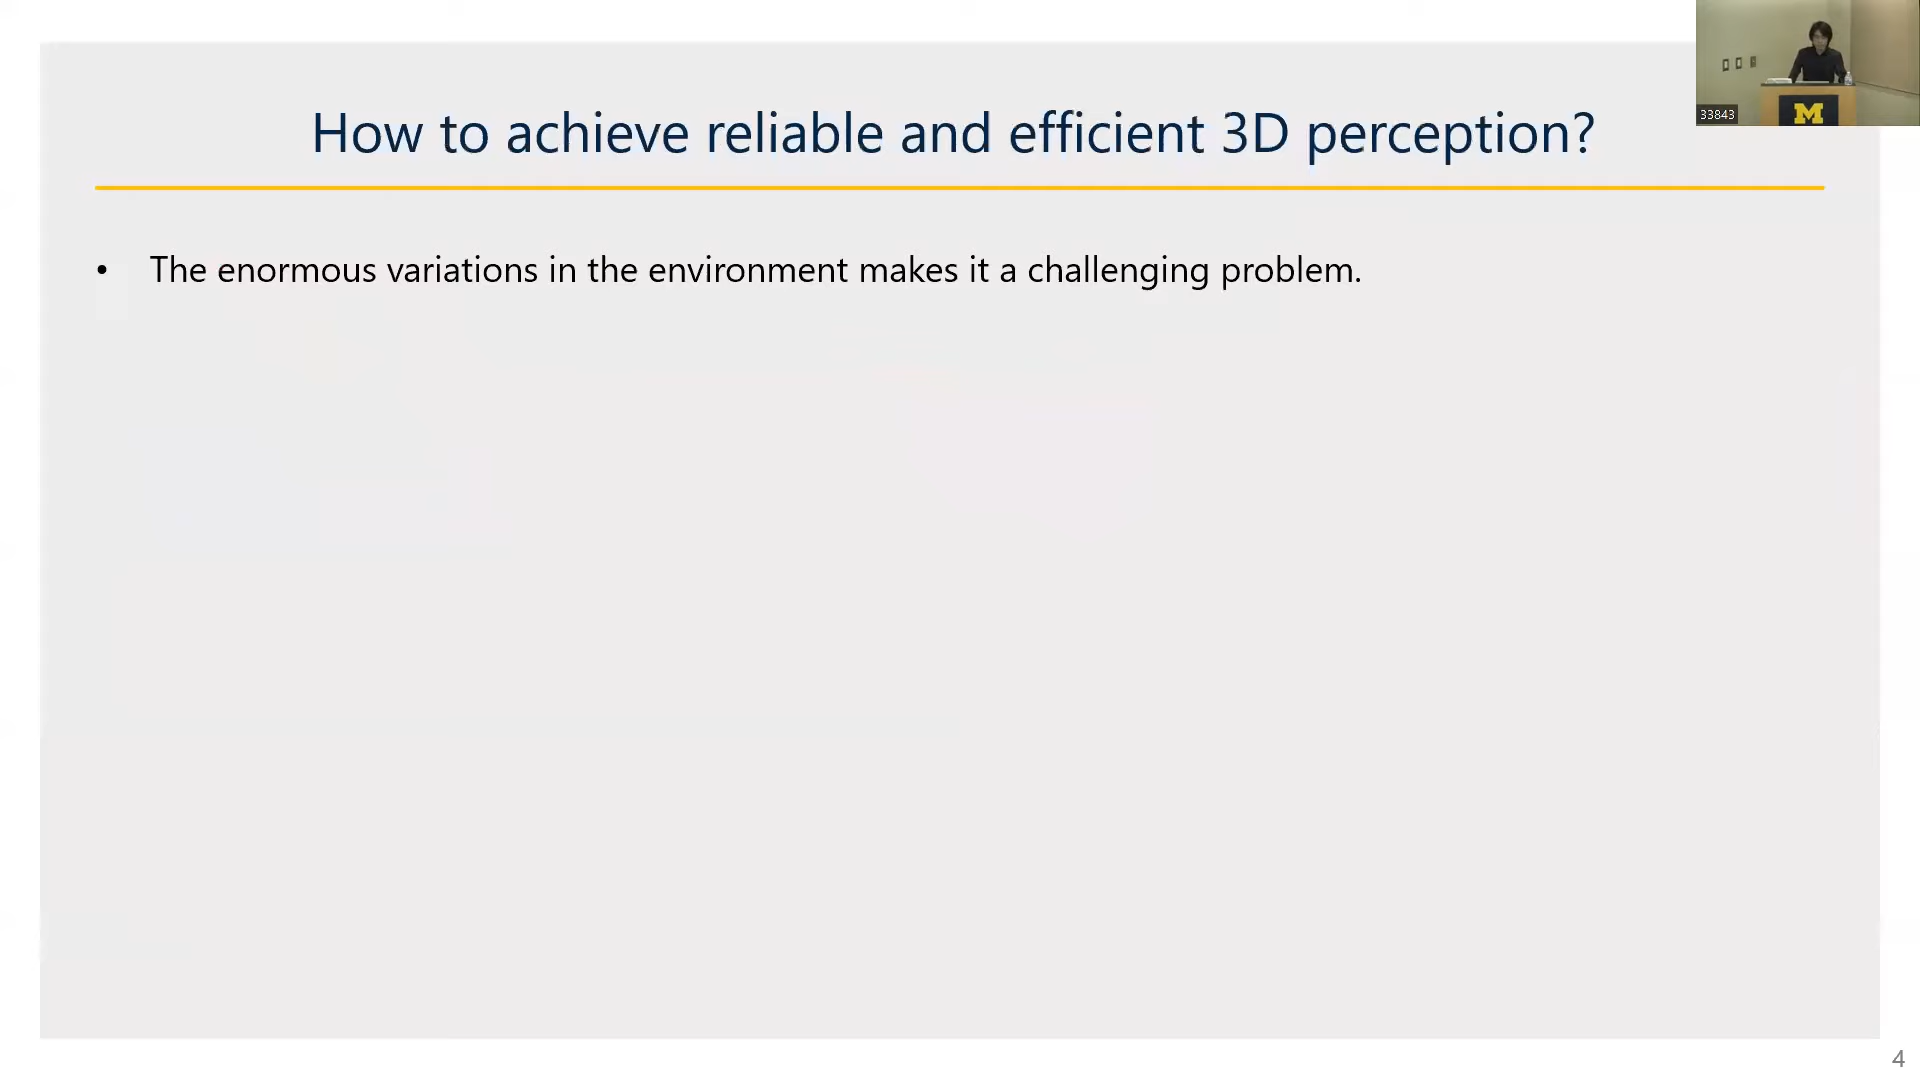 How to achieve reliable and efficient 3D perception?
• The enormous variations in the environment makes it a challenging problem.
33843
M
4